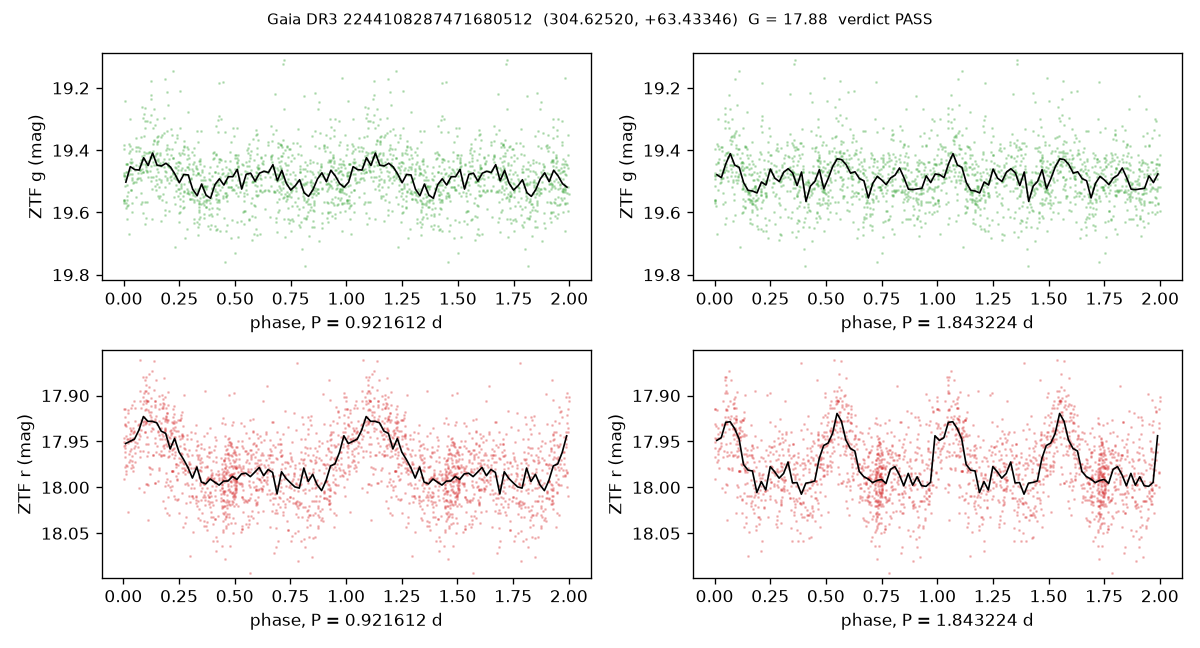 Gaia DR3 2244108287471680512  (304.62520, +63.43346)  G = 17.88  verdict PASS
ZTF g (mag)
19.2
19.4
19.6
19.8
0.00 0.25 0.50 0.75 1.00 1.25 1.50 1.75 2.00
phase, P = 0.921612 d
ZTF g (mag)
19.2
19.4
19.6
19.8
0.00 0.25 0.50 0.75 1.00 1.25 1.50 1.75 2.00
phase, P = 1.843224 d
ZTF r (mag)
17.90
17.95
18.00
18.05
0.00 0.25 0.50 0.75 1.00 1.25 1.50 1.75 2.00
phase, P = 0.921612 d
ZTF r (mag)
17.90
17.95
18.00
18.05
0.00 0.25 0.50 0.75 1.00 1.25 1.50 1.75 2.00
phase, P = 1.843224 d